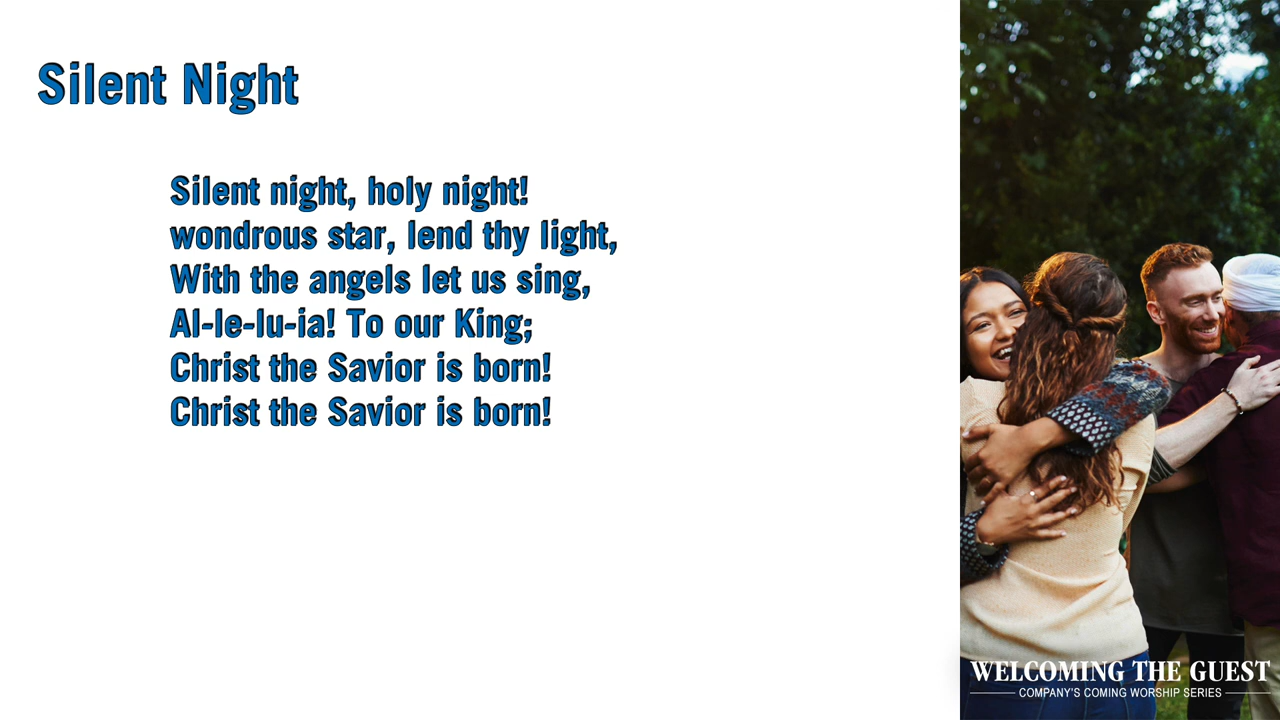 Silent Night
Silent night, holy night!
wondrous star, lend thy light,
With the angels let us sing,
Al-le-lu-ia! To our King;
Christ the Savior is born!
Christ the Savior is born!
WELCOMING THE GUEST
COMPANY'S COMING WORSHIP SERIES